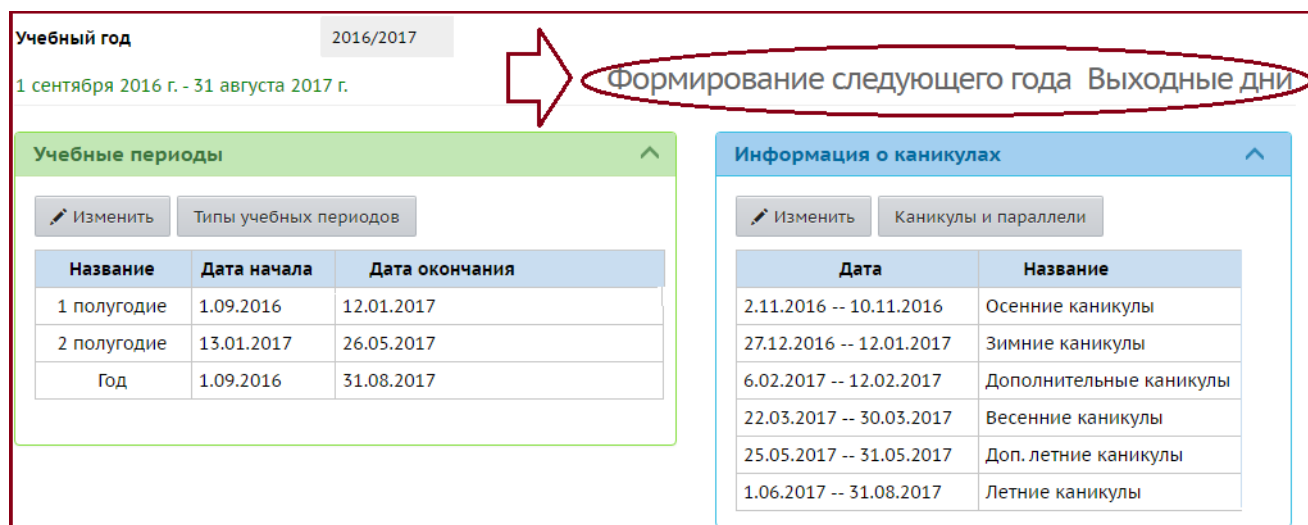 Учебный год 2016/2017
1 сентября 2016 г. - 31 августа 2017 г.
Формирование следующего года Выходные дни
Учебные периоды
Изменить Типы учебных периодов
Название Дата начала Дата окончания
1 полугодие 1.09.2016 12.01.2017
2 полугодие 13.01.2017 26.05.2017
Год 1.09.2016 31.08.2017
Информация о каникулах
Изменить Каникулы и параллели
Дата Название
2.11.2016 -- 10.11.2016 Осенние каникулы
27.12.2016 -- 12.01.2017 Зимние каникулы
6.02.2017 -- 12.02.2017 Дополнительные каникулы
22.03.2017 -- 30.03.2017 Весенние каникулы
25.05.2017 -- 31.05.2017 Доп. летние каникулы
1.06.2017 -- 31.08.2017 Летние каникулы